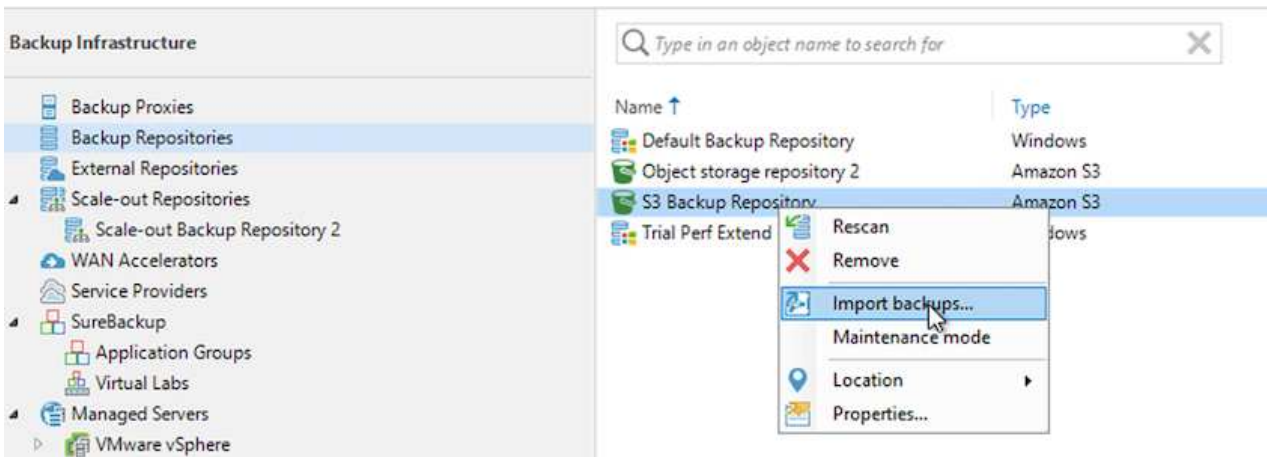 Backup Infrastructure
Type in an object name to search for
Name Type
Backup Proxies
Backup Repositories
External Repositories
Scale-out Repositories
Scale-out Backup Repository 2
WAN Accelerators
Service Providers
SureBackup
Application Groups
Virtual Labs
Managed Servers
VMware vSphere
Default Backup Repository Windows
Object storage repository 2 Amazon S3
S3 Backup Repository Amazon S3
Trial Perf Extend dows
Rescan
Remove
Import backups...
Maintenance mode
Location
Properties...